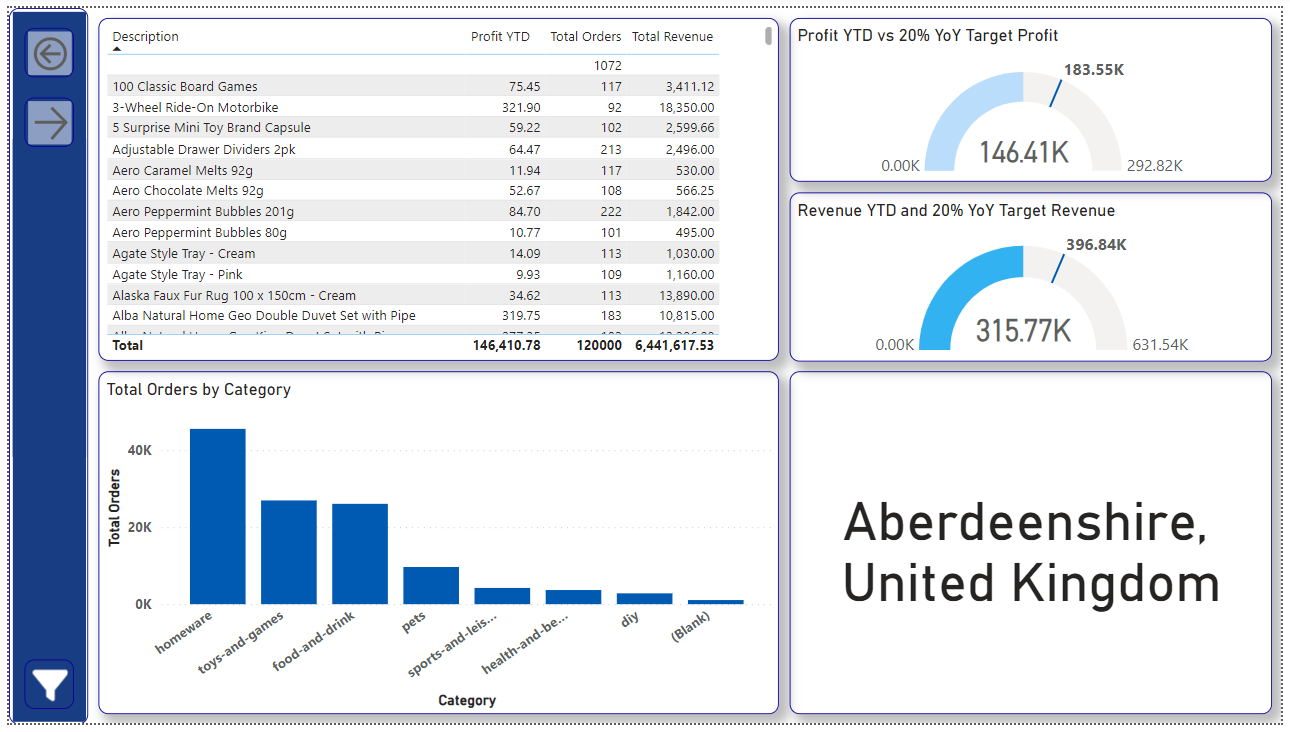 Description Profit YTD Total Orders Total Revenue
1072
100 Classic Board Games 75.45 117 3,411.12
3-Wheel Ride-On Motorbike 321.90 92 18,350.00
5 Surprise Mini Toy Brand Capsule 59.22 102 2,599.66
Adjustable Drawer Dividers 2pk 64.47 213 2,496.00
Aero Caramel Melts 92g 11.94 117 530.00
Aero Chocolate Melts 92g 52.67 108 566.25
Aero Peppermint Bubbles 201g 84.70 222 1,842.00
Aero Peppermint Bubbles 80g 10.77 101 495.00
Agate Style Tray - Cream 14.09 113 1,030.00
Agate Style Tray - Pink 9.93 109 1,160.00
Alaska Faux Fur Rug 100 x 150cm - Cream 34.62 113 13,890.00
Alba Natural Home Geo Double Duvet Set with Pipe 319.75 183 10,815.00
Total 146,410.78 120000 6,441,617.53
Profit YTD vs 20% YoY Target Profit
183.55K
146.41K
0.00K 292.82K
Revenue YTD and 20% YoY Target Revenue
396.84K
315.77K
0.00K 631.54K
Total Orders by Category
Total Orders
40K
20K
0K
homeware toys-and-games food-and-drink pets sports-and-leis... health-and-be... diy (Blank)
Category
Aberdeenshire,
United Kingdom